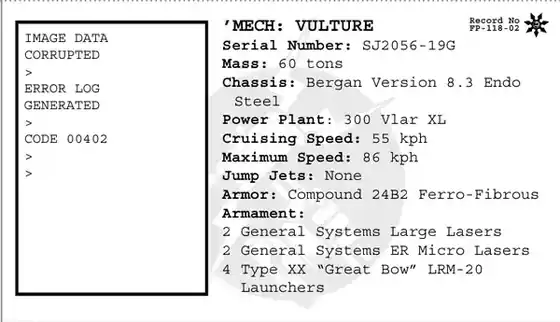 IMAGE DATA
CORRUPTED
>
ERROR LOG
GENERATED
>
CODE 00402
>
>
’MECH: VULTURE
Record No
FP-118-02
Serial Number: SJ2056-19G
Mass: 60 tons
Chassis: Bergan Version 8.3 Endo
Steel
Power Plant: 300 Vlar XL
Cruising Speed: 55 kph
Maximum Speed: 86 kph
Jump Jets: None
Armor: Compound 24B2 Ferro-Fibrous
Armament:
2 General Systems Large Lasers
2 General Systems ER Micro Lasers
4 Type XX “Great Bow” LRM-20
Launchers